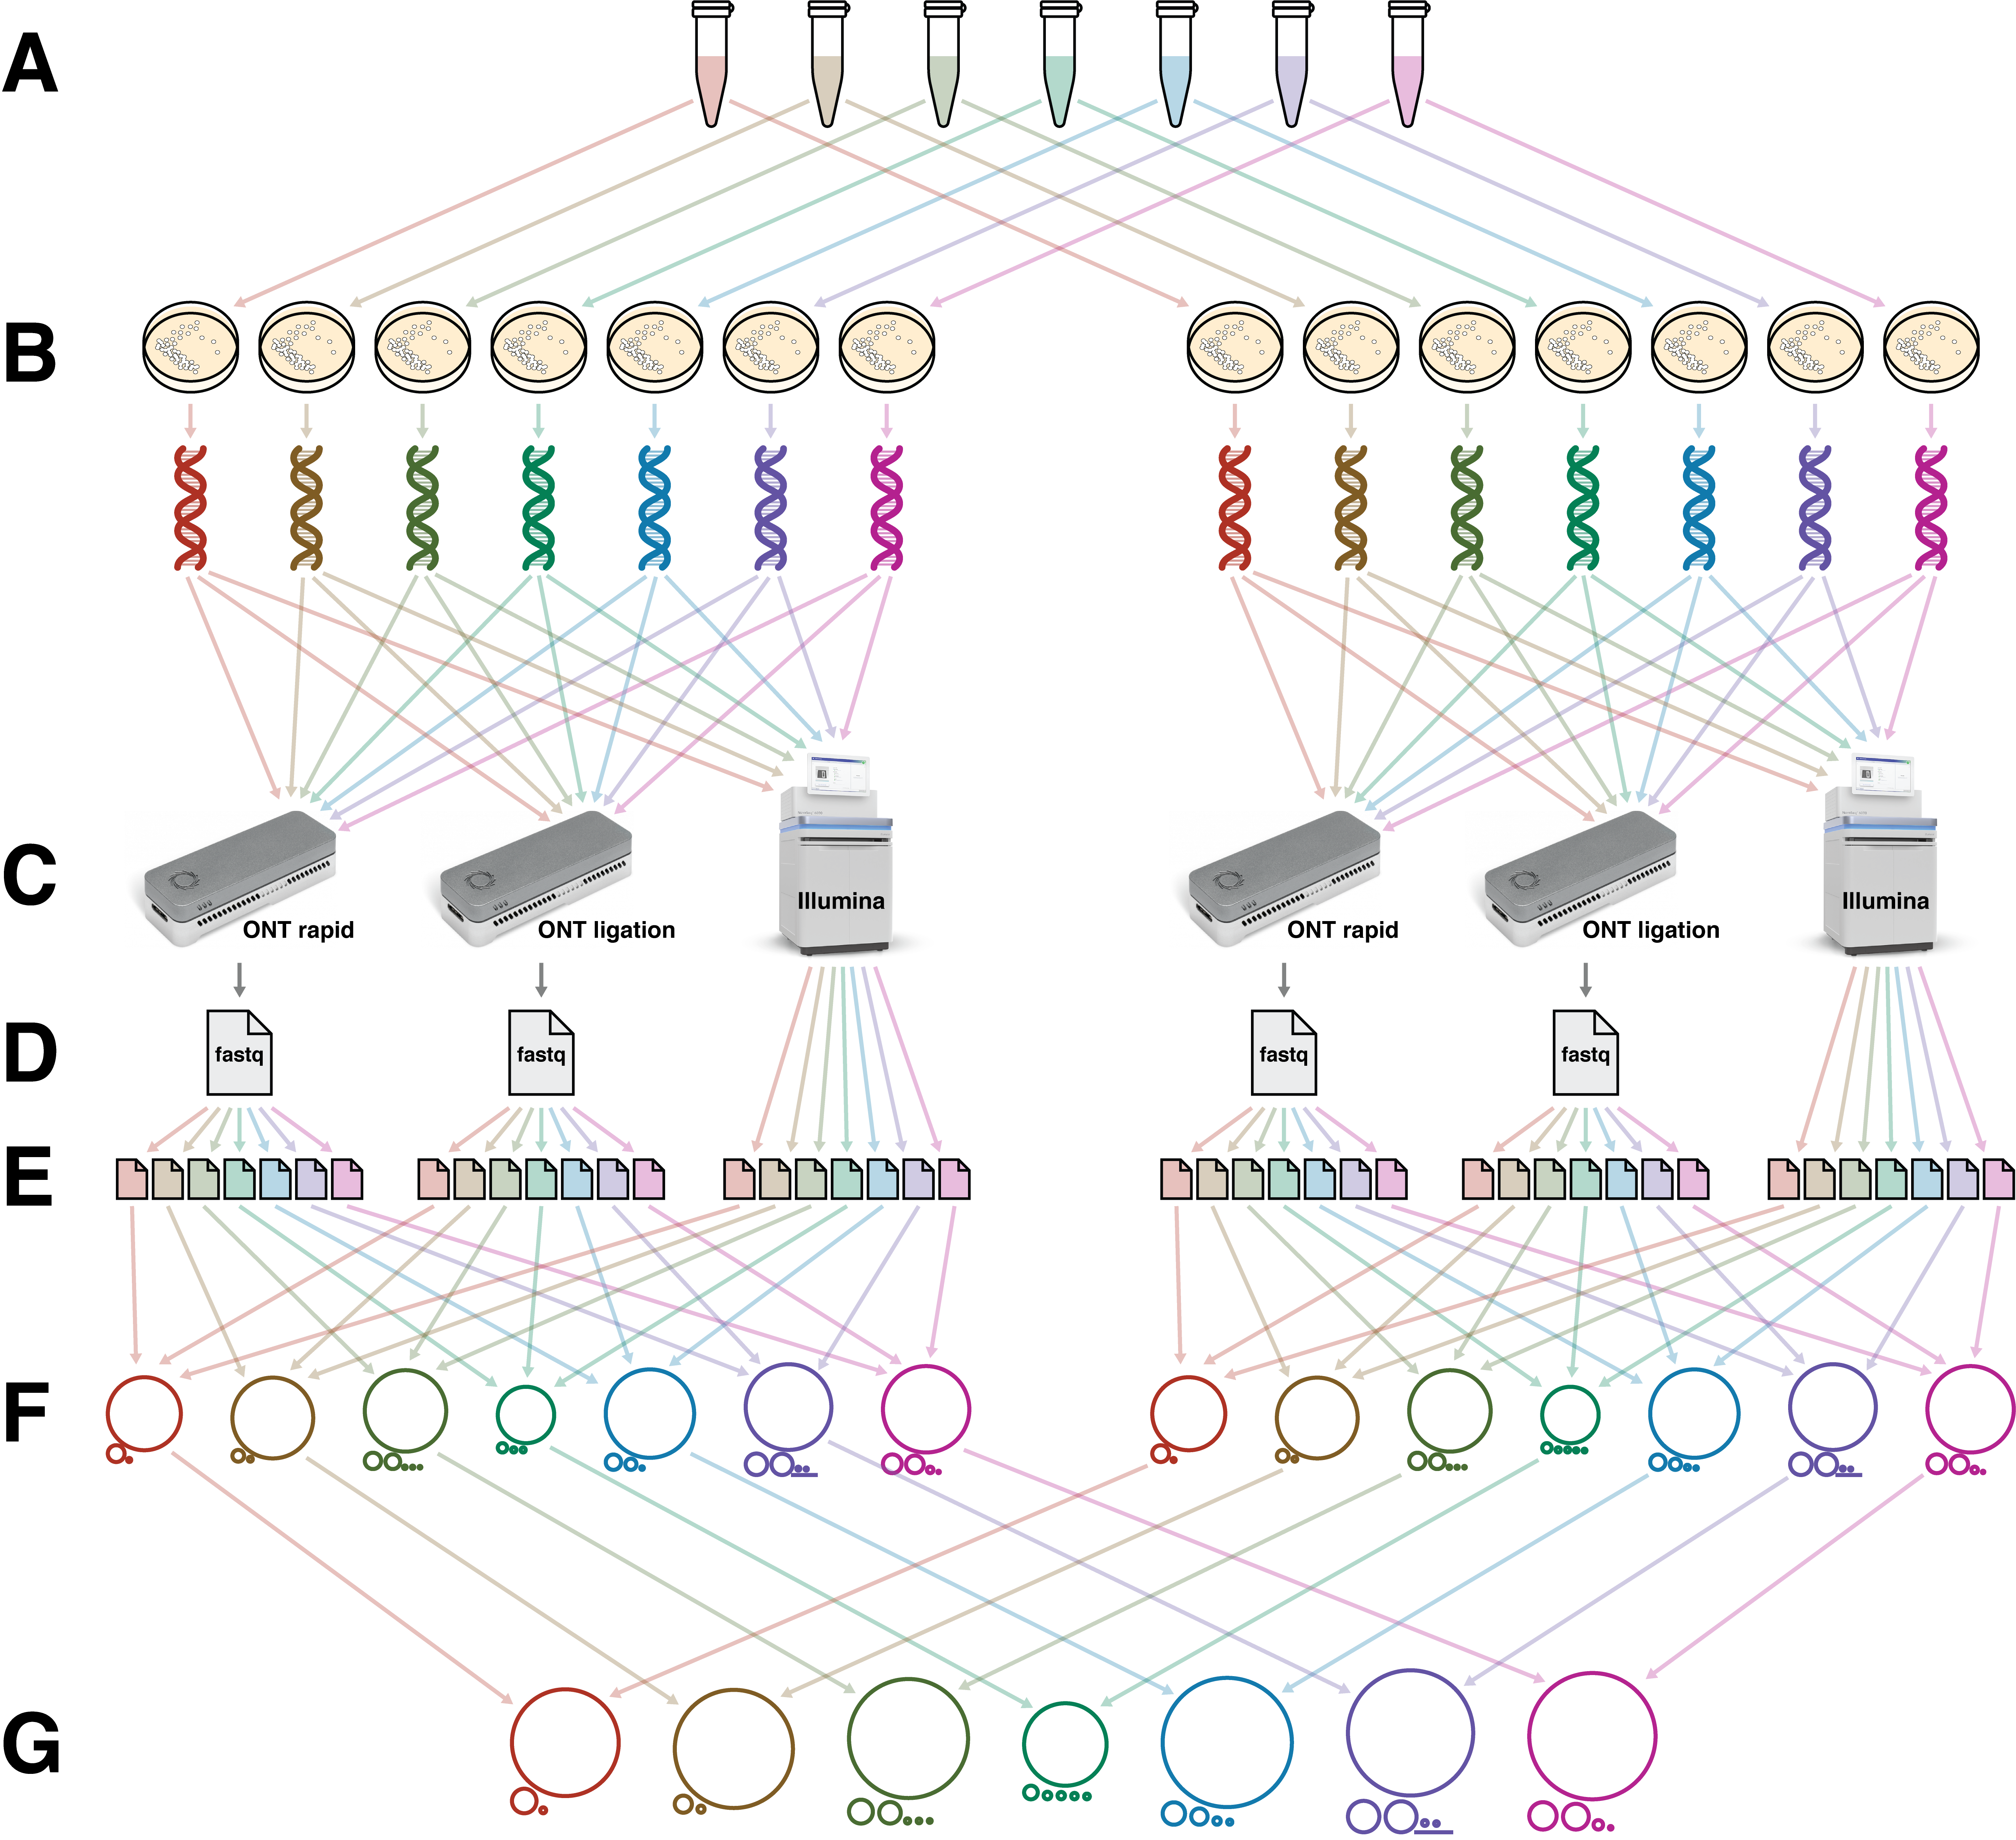 A
B
C
ONT rapid
ONT ligation
Illumina
ONT rapid
ONT ligation
Illumina
D
fastq
fastq
fastq
fastq
E
F
G